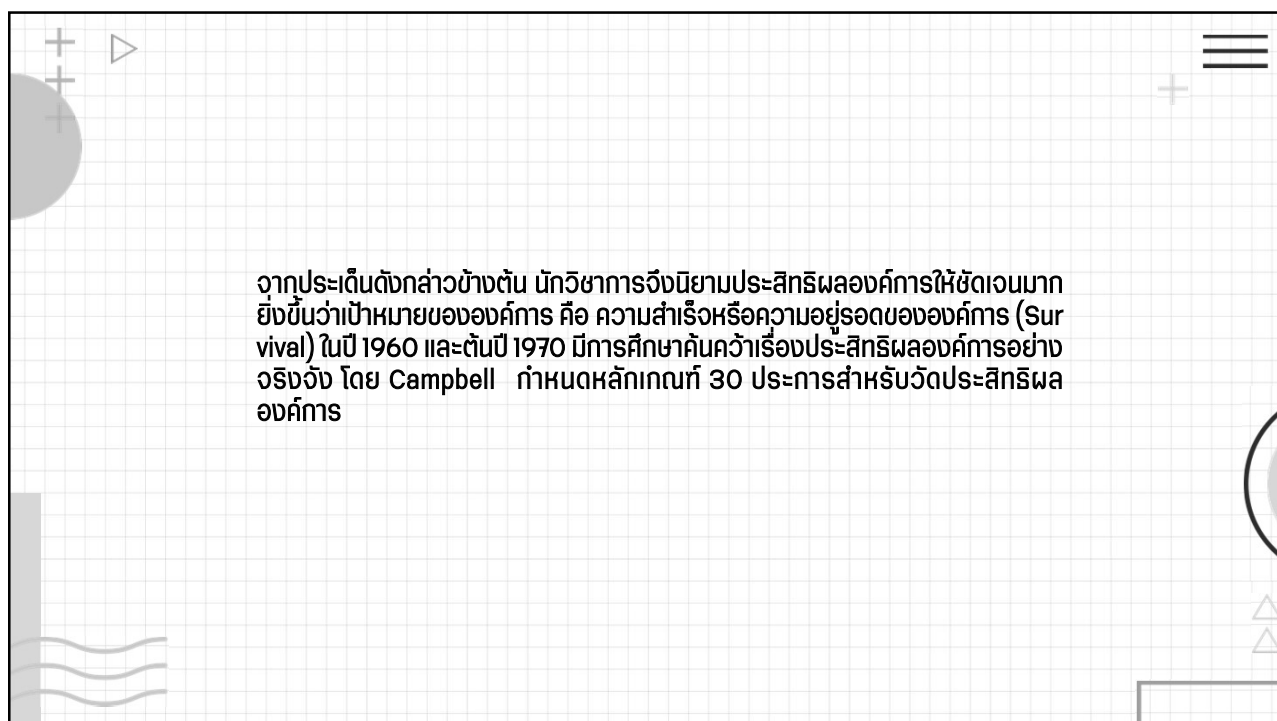 จากประเด็นดังกล่าวข้างต้น นักวิชาการจึงนิยามประสิทธิผลองค์การให้ชัดเจนมาก
ยิ่งขึ้นว่าเป้าหมายขององค์การ คือ ความสำเร็จหรือความอยู่รอดขององค์การ (Sur
vival) ในปี 1960 และต้นปี 1970 มีการศึกษาค้นคว้าเรื่องประสิทธิผลองค์การอย่าง
จริงจัง โดย Campbell กำหนดหลักเกณฑ์ 30 ประการสำหรับวัดประสิทธิผล
องค์การ